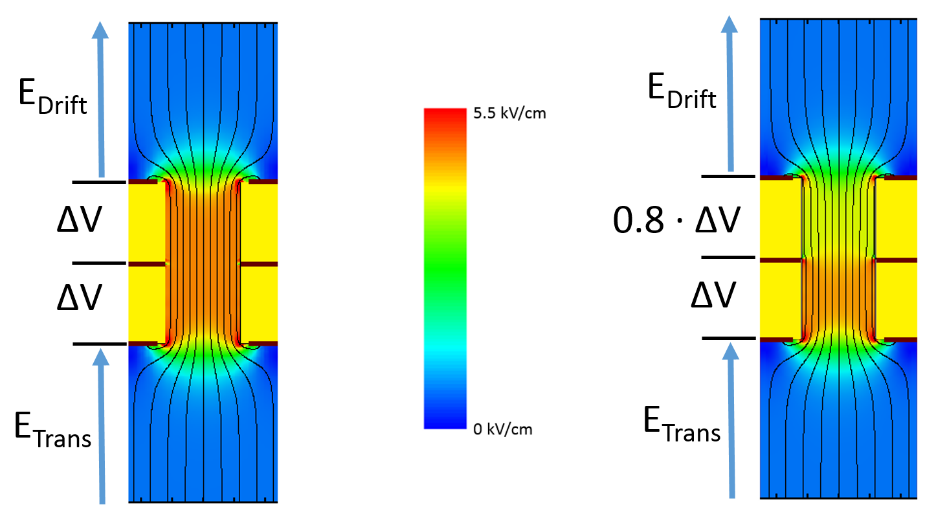 E_Drift
ΔV
ΔV
E_Trans
5.5 kV/cm
0 kV/cm
E_Drift
0.8 · ΔV
ΔV
E_Trans